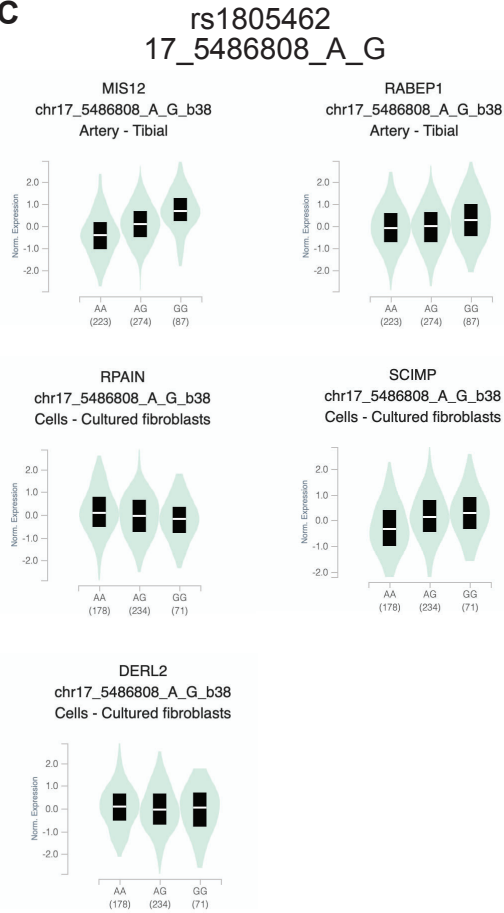 C
rs1805462
17_5486808_A_G
MIS12
chr17_5486808_A_G_b38
Artery - Tibial
Norm. Expression
2.0
1.0
0.0
-1.0
-2.0
AA AG GG
(223) (274) (87)
RABEP1
chr17_5486808_A_G_b38
Artery - Tibial
Norm. Expression
2.0
1.0
0.0
-1.0
-2.0
AA AG GG
(223) (274) (87)
RPAIN
chr17_5486808_A_G_b38
Cells - Cultured fibroblasts
Norm. Expression
2.0
1.0
0.0
-1.0
-2.0
AA AG GG
(178) (234) (71)
SCIMP
chr17_5486808_A_G_b38
Cells - Cultured fibroblasts
Norm. Expression
2.0
1.0
0.0
-1.0
-2.0
AA AG GG
(178) (234) (71)
DERL2
chr17_5486808_A_G_b38
Cells - Cultured fibroblasts
Norm. Expression
2.0
1.0
0.0
-1.0
-2.0
AA AG GG
(178) (234) (71)